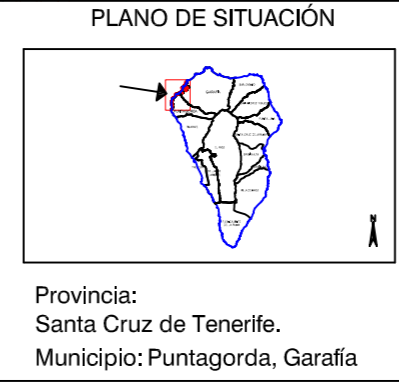 PLANO DE SITUACIÓN
N
Provincia:
Santa Cruz de Tenerife.
Municipio: Puntagorda, Garafía